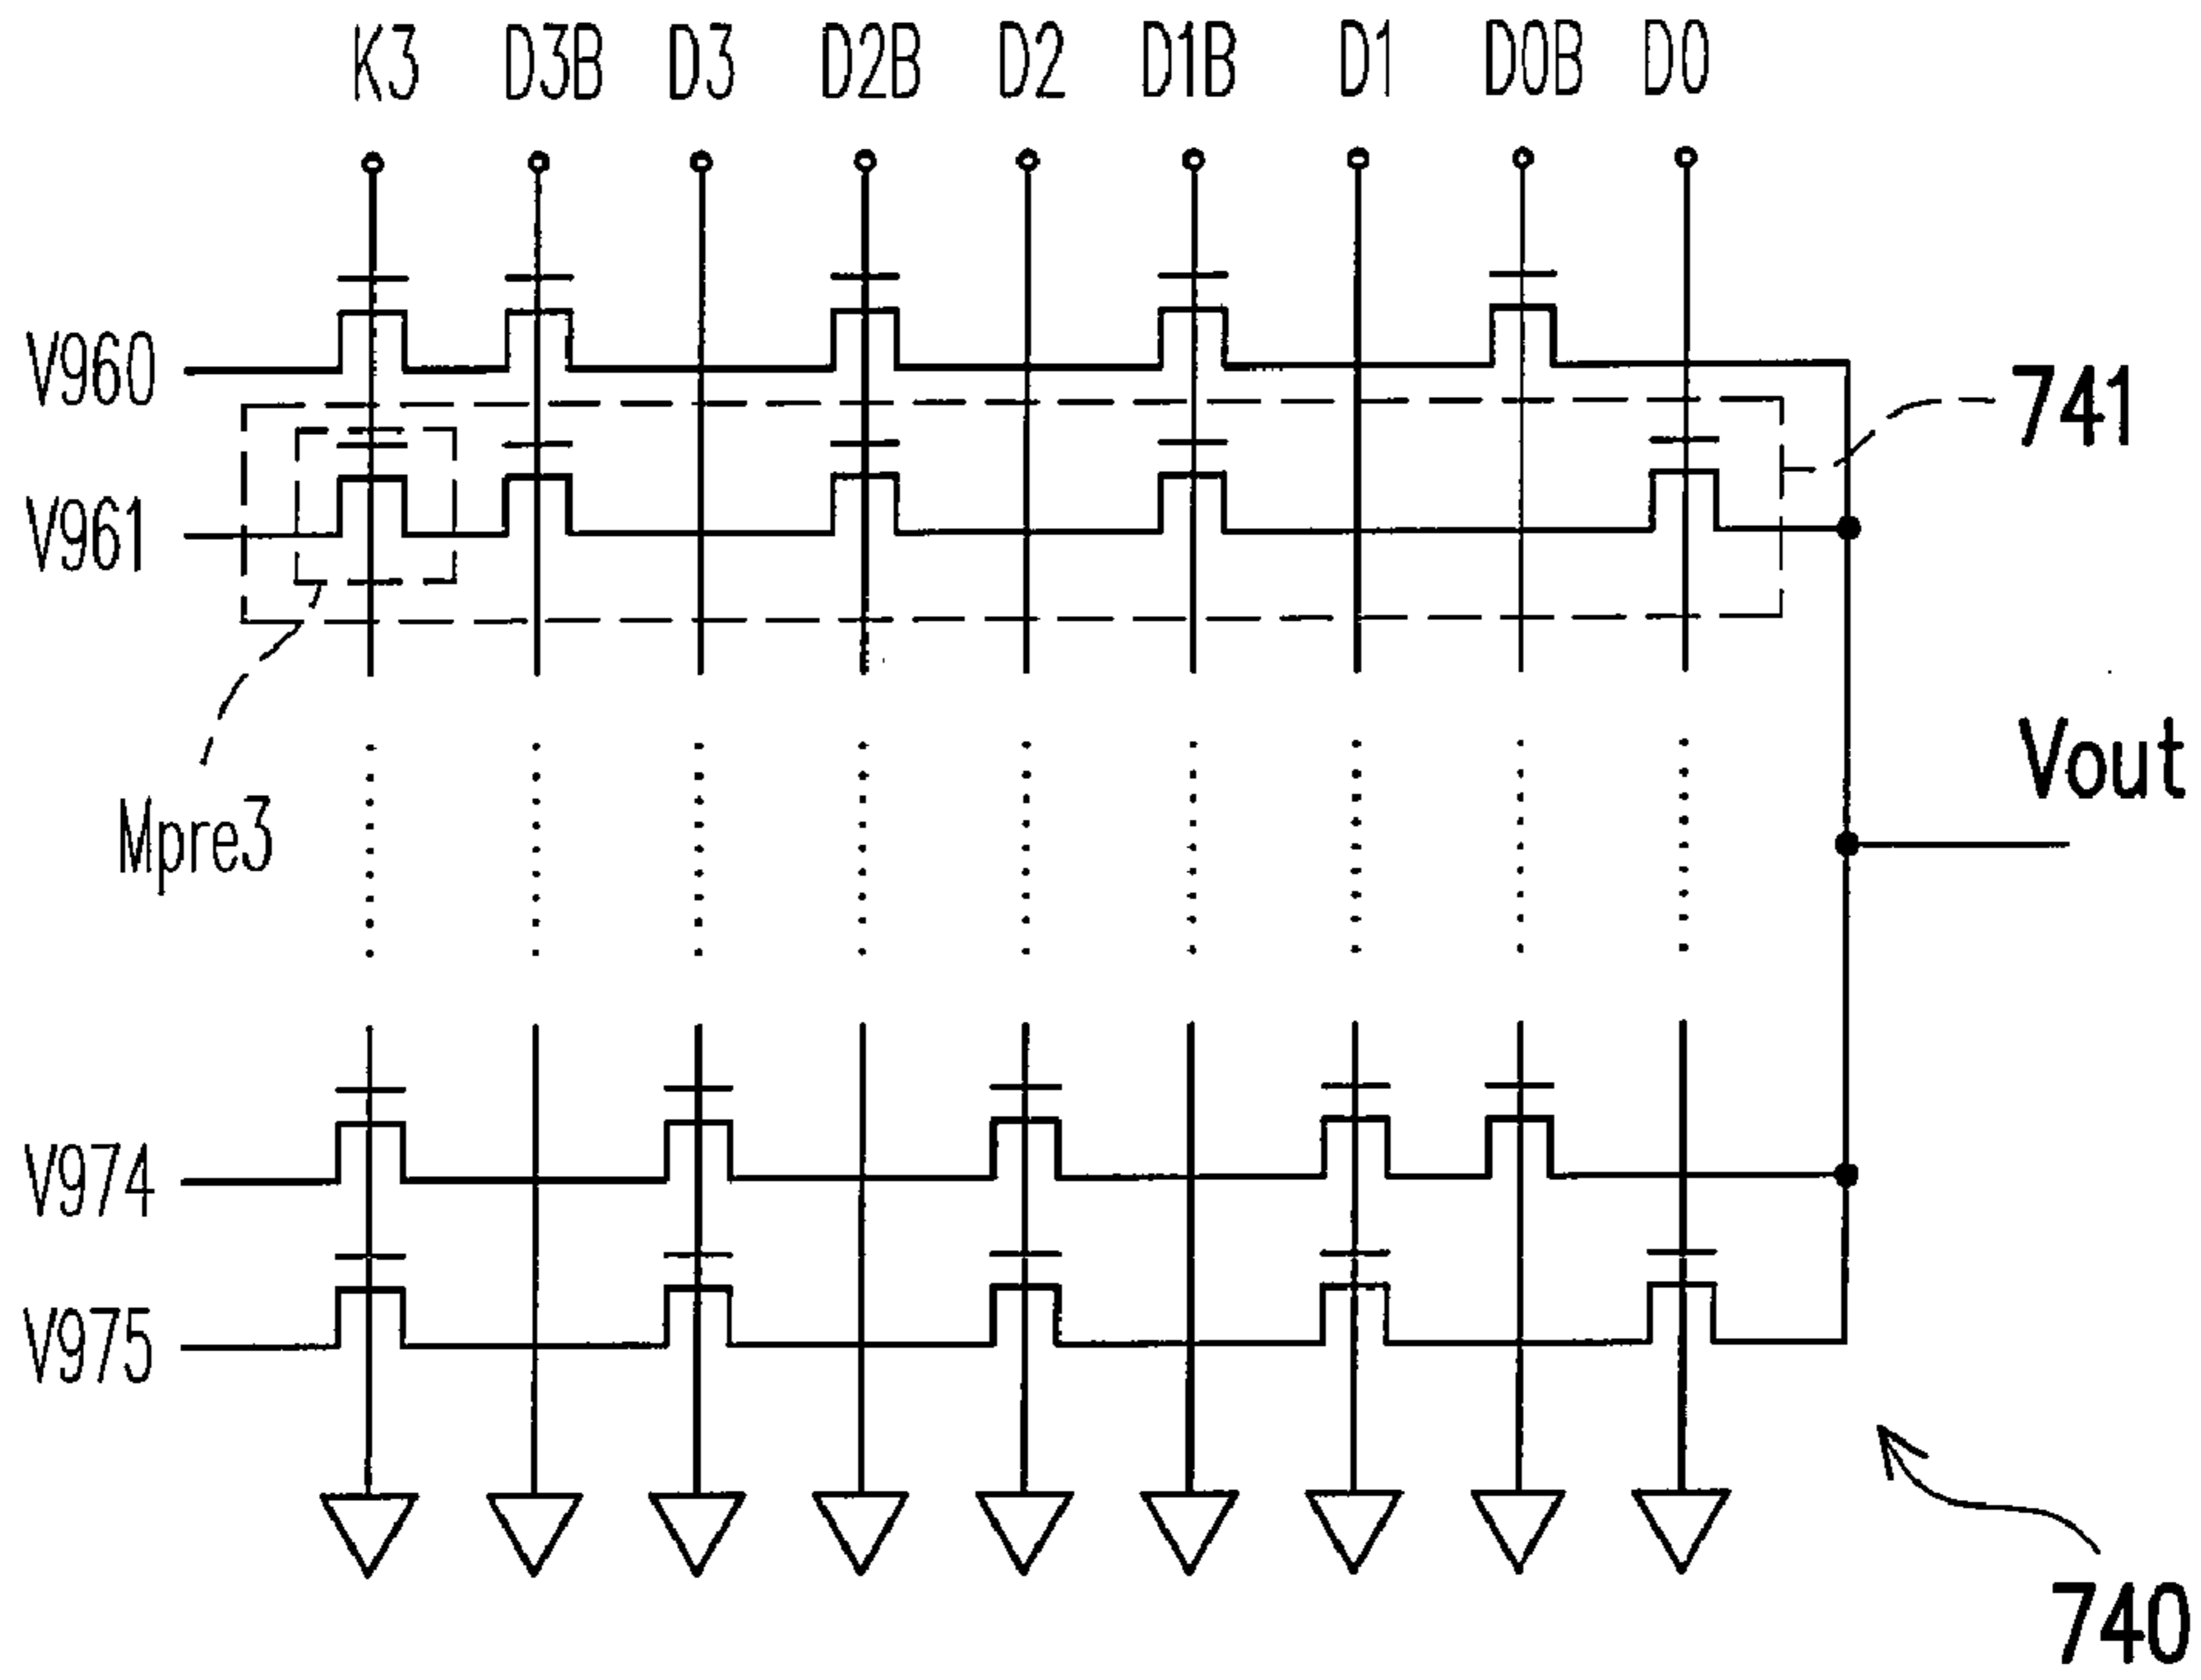 K3 D3B D3 D2B D2 D1B D1 D0B D0
V960
741
V961
Vout
Mpre3
V974
V975
740